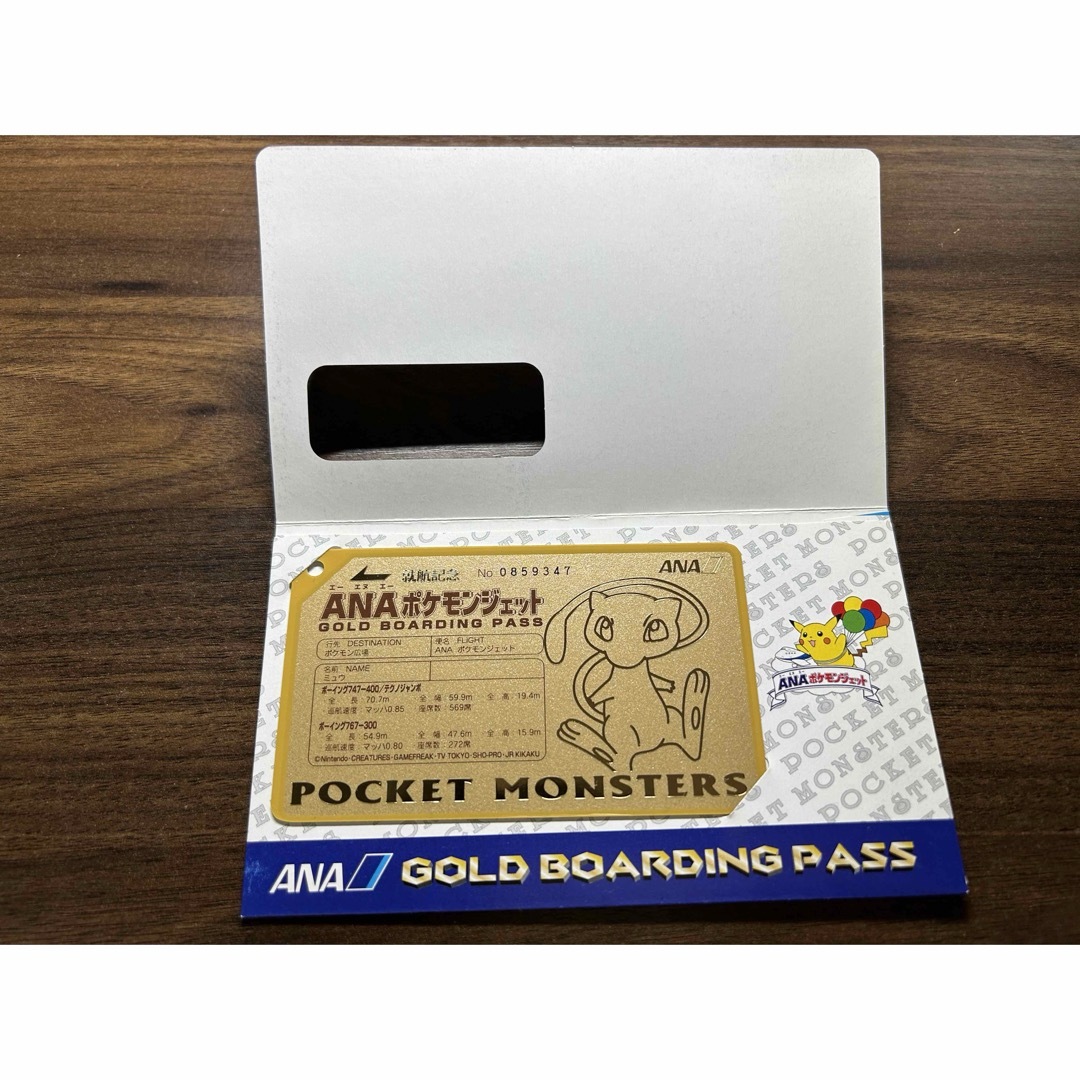 就航記念 No 0859347 ANA
エー エヌ エー
ANAポケモンジェット
GOLD BOARDING PASS
行先 DESTINATION 便名 FLIGHT
ポケモン広場 ANA ポケモンジェット
名前 NAME
ミュウ
ボーイング747-400/テクノジャンボ
全長:70.7m 全幅:59.9m 全高:19.4m
巡航速度:マッハ0.85 座席数:569席
ボーイング767-300
全長:54.9m 全幅:47.6m 全高:15.9m
巡航速度:マッハ0.80 座席数:272席
©Nintendo・CREATURES・GAMEFREAK・TV TOKYO・SHO-PRO・JR KIKAKU
POCKET MONSTERS
ANAポケモンジェット
POCKET MONSTERS
ANA GOLD BOARDING PASS